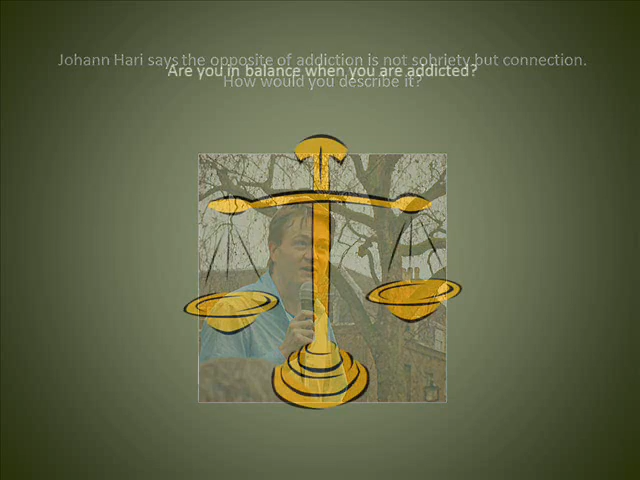 Johann Hari says the opposite of addiction is not sobriety but connection.
Are you in balance when you are addicted?
How would you describe it?